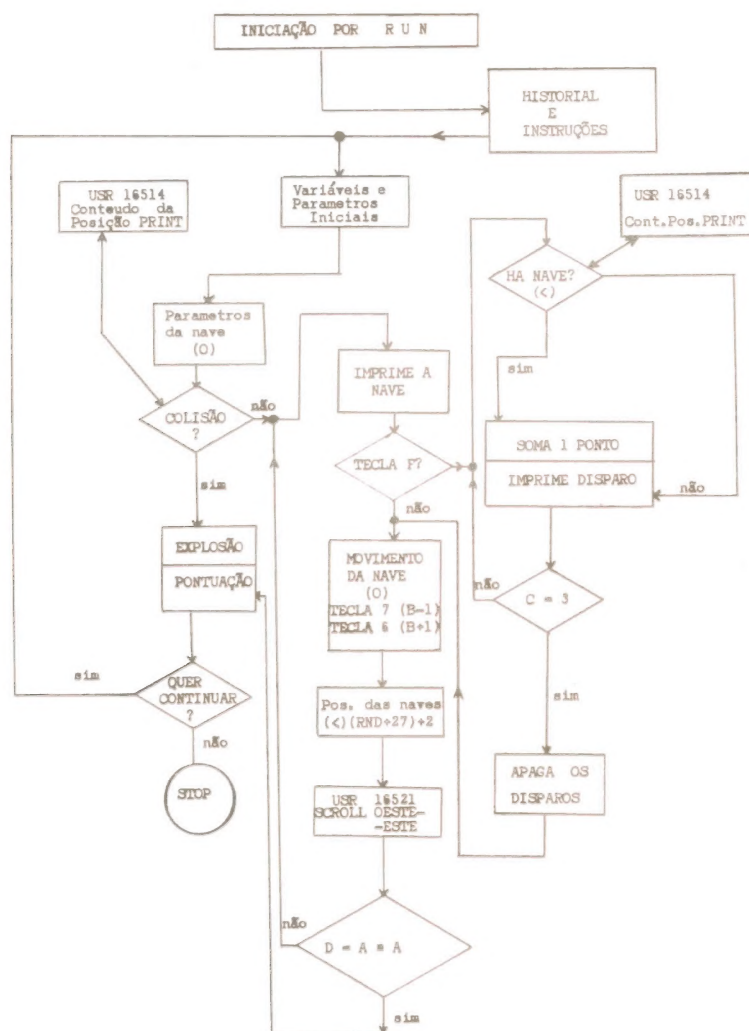 INICIAÇÃO POR R U N
HISTORIAL
E
INSTRUÇÕES
USR 16514
Conteudo da
Posição PRINT
Variáveis e
Parametros
Iniciais
USR 16514
Cont.Pos.PRINT
HA NAVE?
(<)
Parametros
da nave
(O)
IMPRIME A
NAVE
sim
COLISÃO
?
não
TECLA F?
SOMA 1 PONTO
IMPRIME DISPARO
não
sim
não
EXPLOSÃO
PONTUAÇÃO
MOVIMENTO
DA NAVE
(O)
TECLA 7 (B-1)
TECLA 6 (B+1)
não
C = 3
sim
QUER
CONTINUAR
?
não
STOP
Pos. das naves
(<)(RND*27)+2
sim
APAGA OS
DISPAROS
USR 16521
SCROLL OESTE-
-ESTE
não
D = A * A
sim